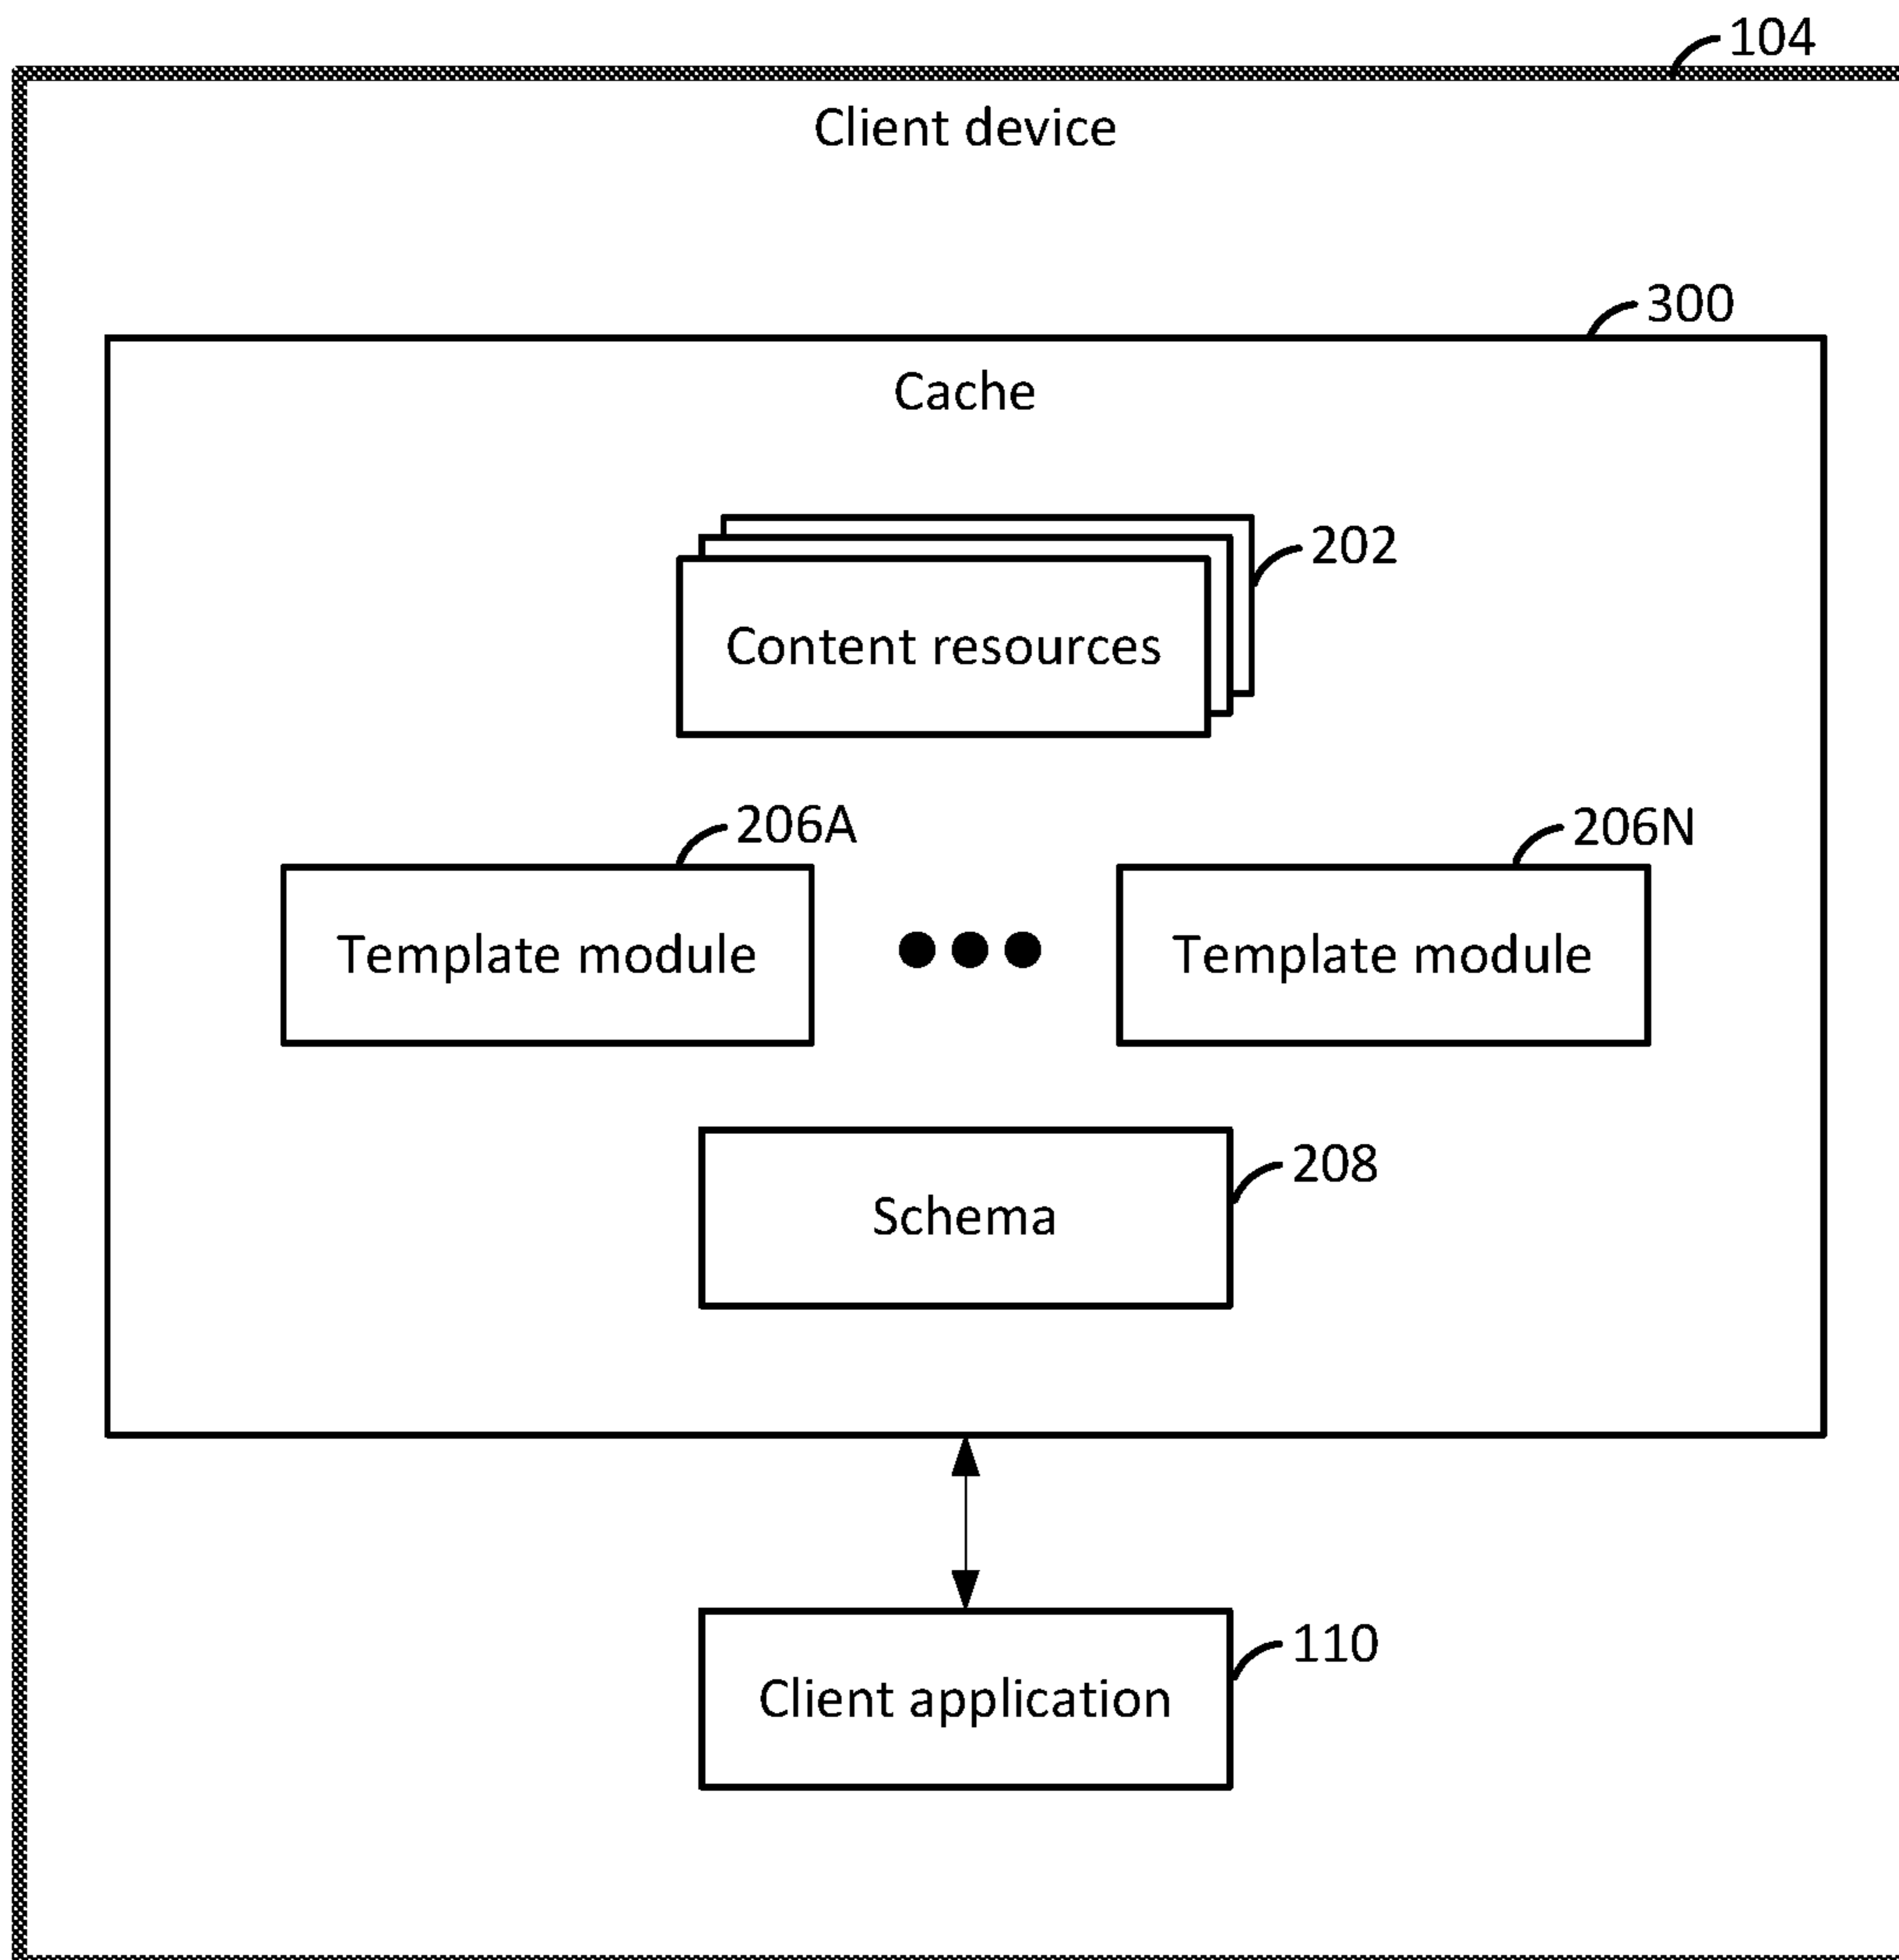 104
Client device
300
Cache
202
Content resources
206A
206N
Template module
Template module
208
Schema
110
Client application